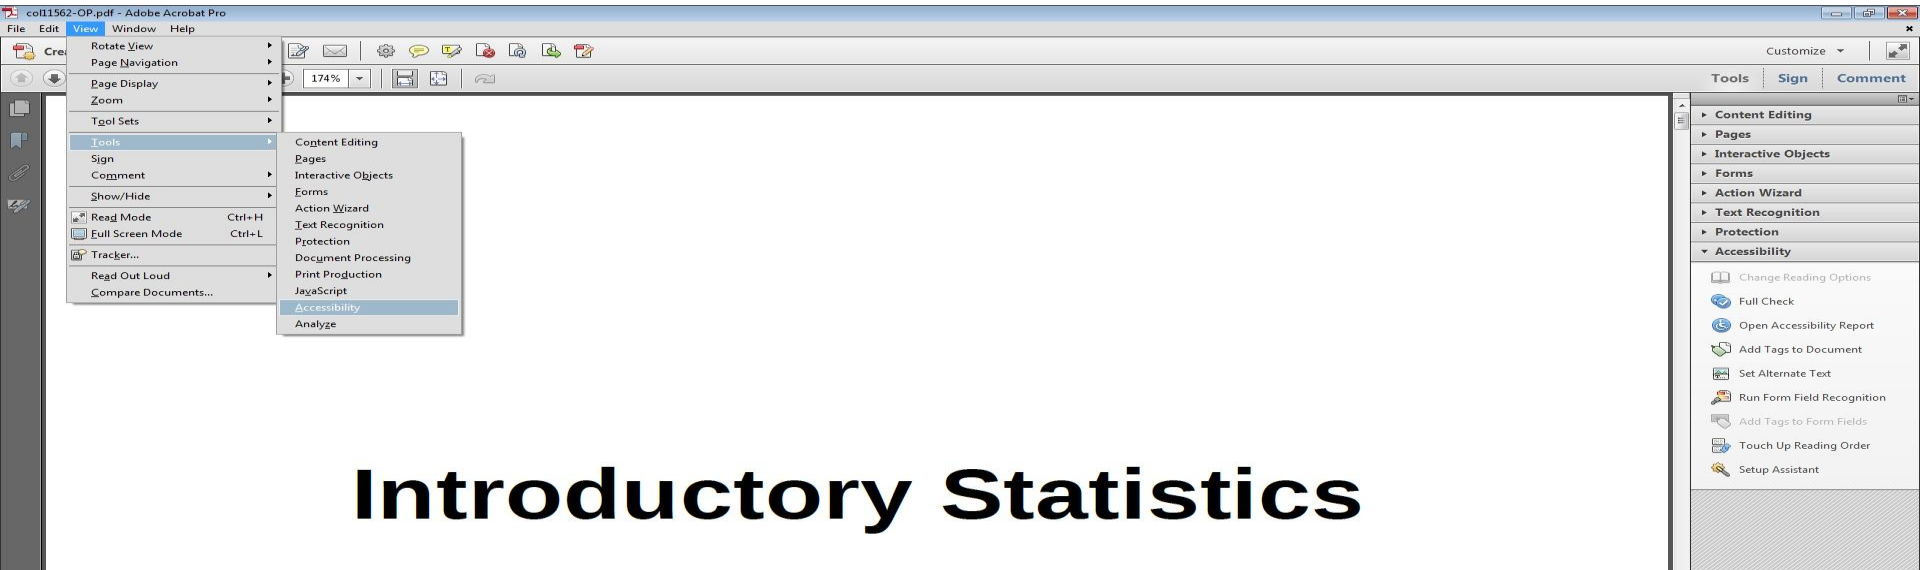 col11562-OP.pdf - Adobe Acrobat Pro
File Edit View Window Help
Crea
Customize
174%
Tools Sign Comment
Rotate View
Page Navigation
Page Display
Zoom
Tool Sets
Tools
Sign
Comment
Show/Hide
Read Mode Ctrl+H
Full Screen Mode Ctrl+L
Tracker...
Read Out Loud
Compare Documents...
Content Editing
Pages
Interactive Objects
Forms
Action Wizard
Text Recognition
Protection
Document Processing
Print Production
JavaScript
Accessibility
Analyze
Introductory Statistics
Content Editing
Pages
Interactive Objects
Forms
Action Wizard
Text Recognition
Protection
Accessibility
Change Reading Options
Full Check
Open Accessibility Report
Add Tags to Document
Set Alternate Text
Run Form Field Recognition
Add Tags to Form Fields
Touch Up Reading Order
Setup Assistant